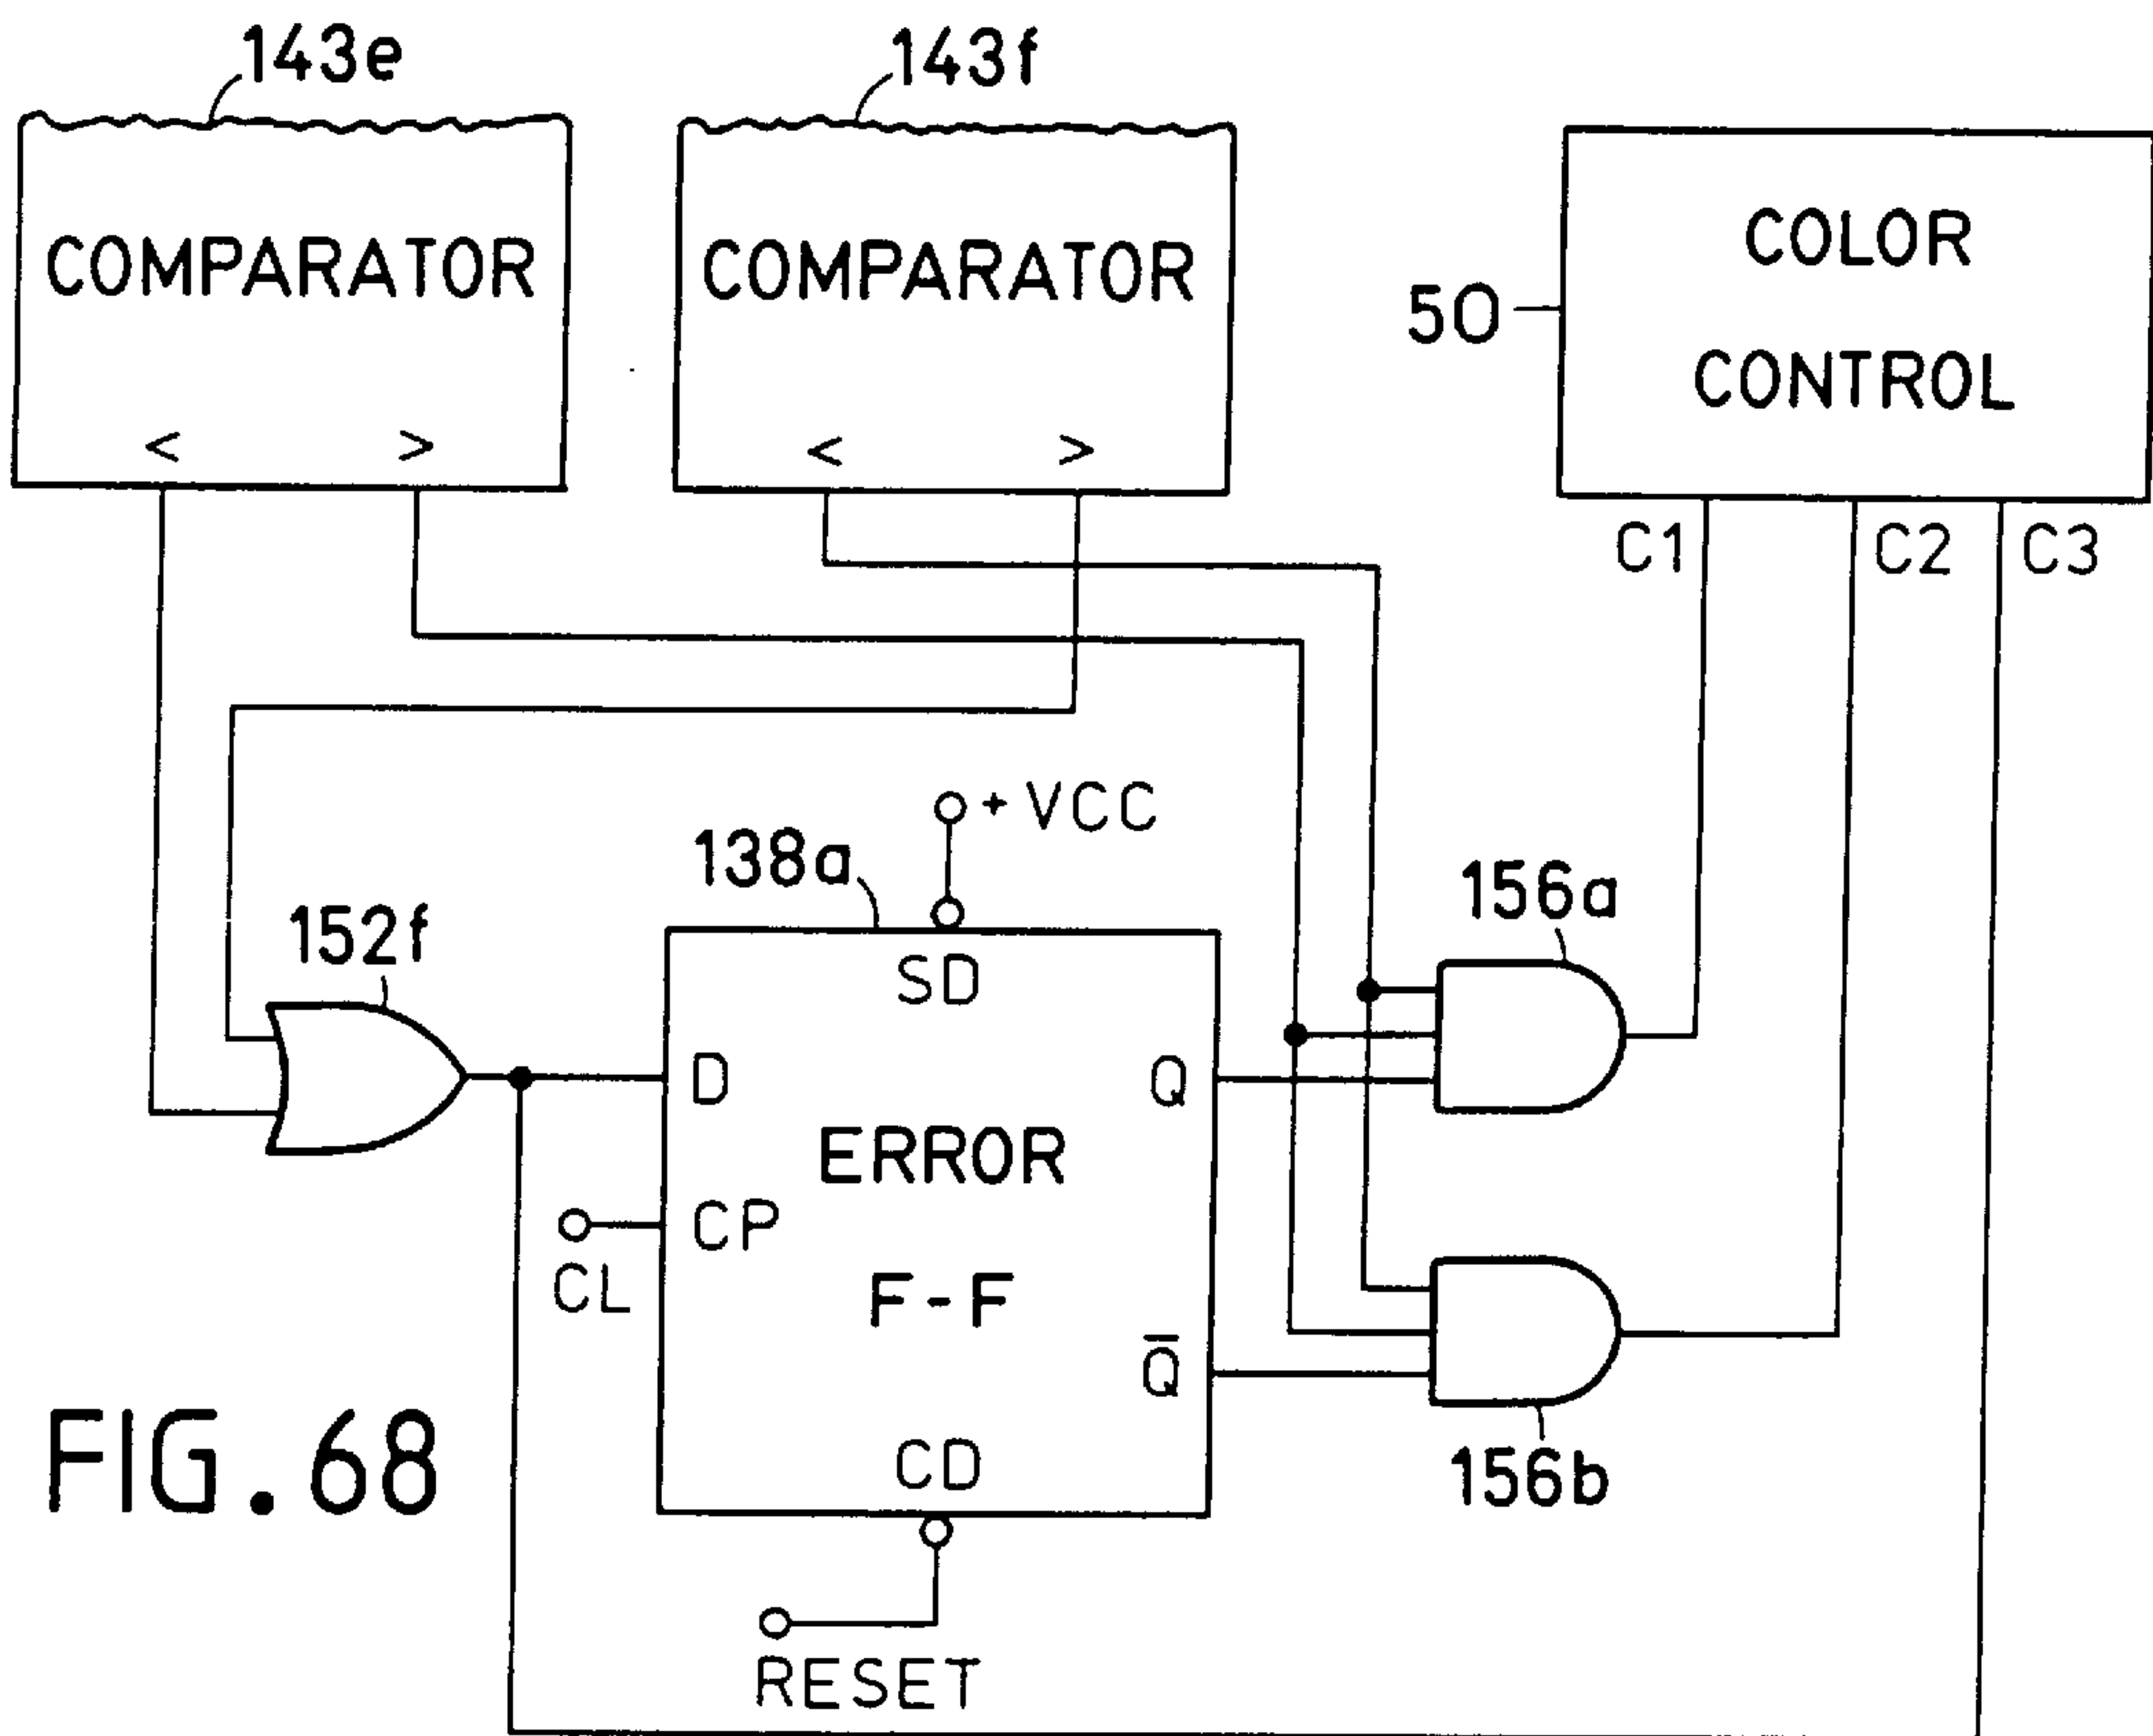 143e
143f
COMPARATOR
< >
COMPARATOR
< >
COLOR
CONTROL
50
C1
C2
C3
+ VCC
138a
152f
156a
SD
D
Q
ERROR
CP
CL
F-F
Q̅
CD
156b
RESET
FIG. 68